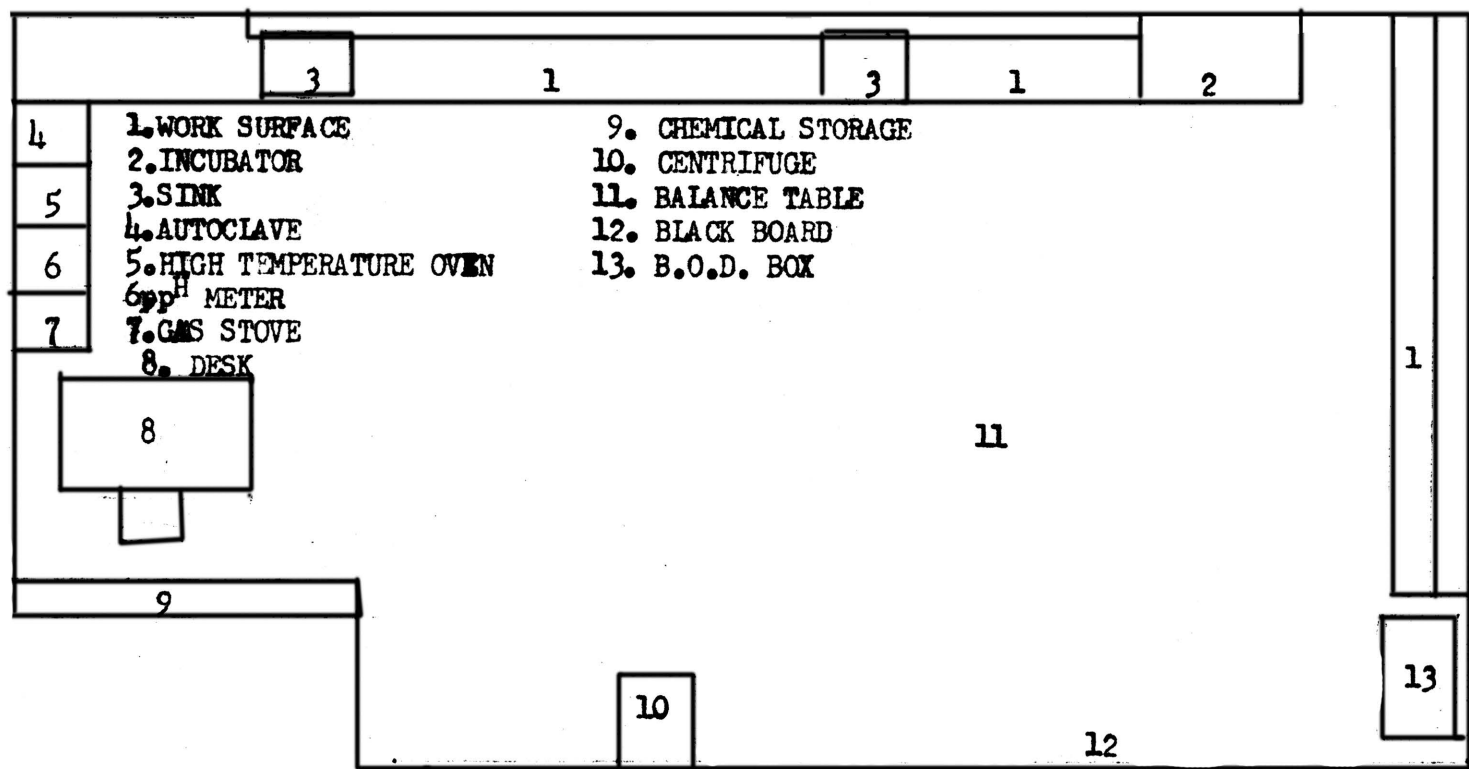 3 1 3 1 2
4
5
6
7
1.WORK SURFACE
2.INCUBATOR
3.SINK
4.AUTOCLAVE
5.HIGH TEMPERATURE OVEN
6ppH METER
7.GAS STOVE
8. DESK
9. CHEMICAL STORAGE
10. CENTRIFUGE
11. BALANCE TABLE
12. BLACK BOARD
13. B.O.D. BOX
1
8
11
9
10
12
13